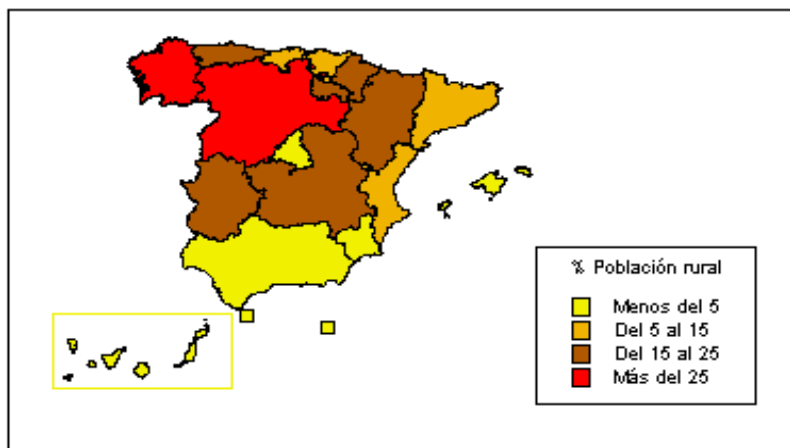 % Población rural
Menos del 5
Del 5 al 15
Del 15 al 25
Más del 25